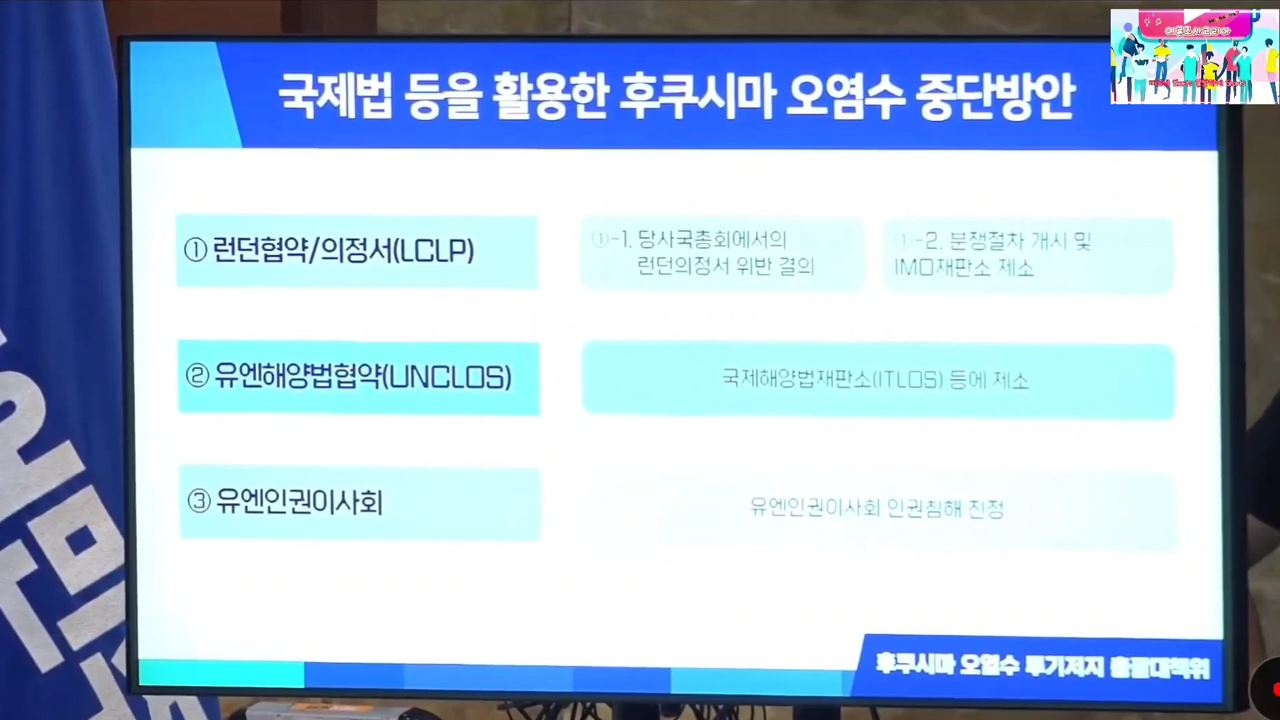 국제법 등을 활용한 후쿠시마 오염수 중단방안
① 런던협약/의정서(LCLP)
①-1. 당사국총회에서의
런던의정서 위반 결의
①-2. 분쟁절차 개시 및
IMO재판소 제소
② 유엔해양법협약(UNCLOS)
국제해양법재판소(ITLOS) 등에 제소
③ 유엔인권이사회
유엔인권이사회 인권침해 진정
후쿠시마 오염수 투기저지 총괄대책위